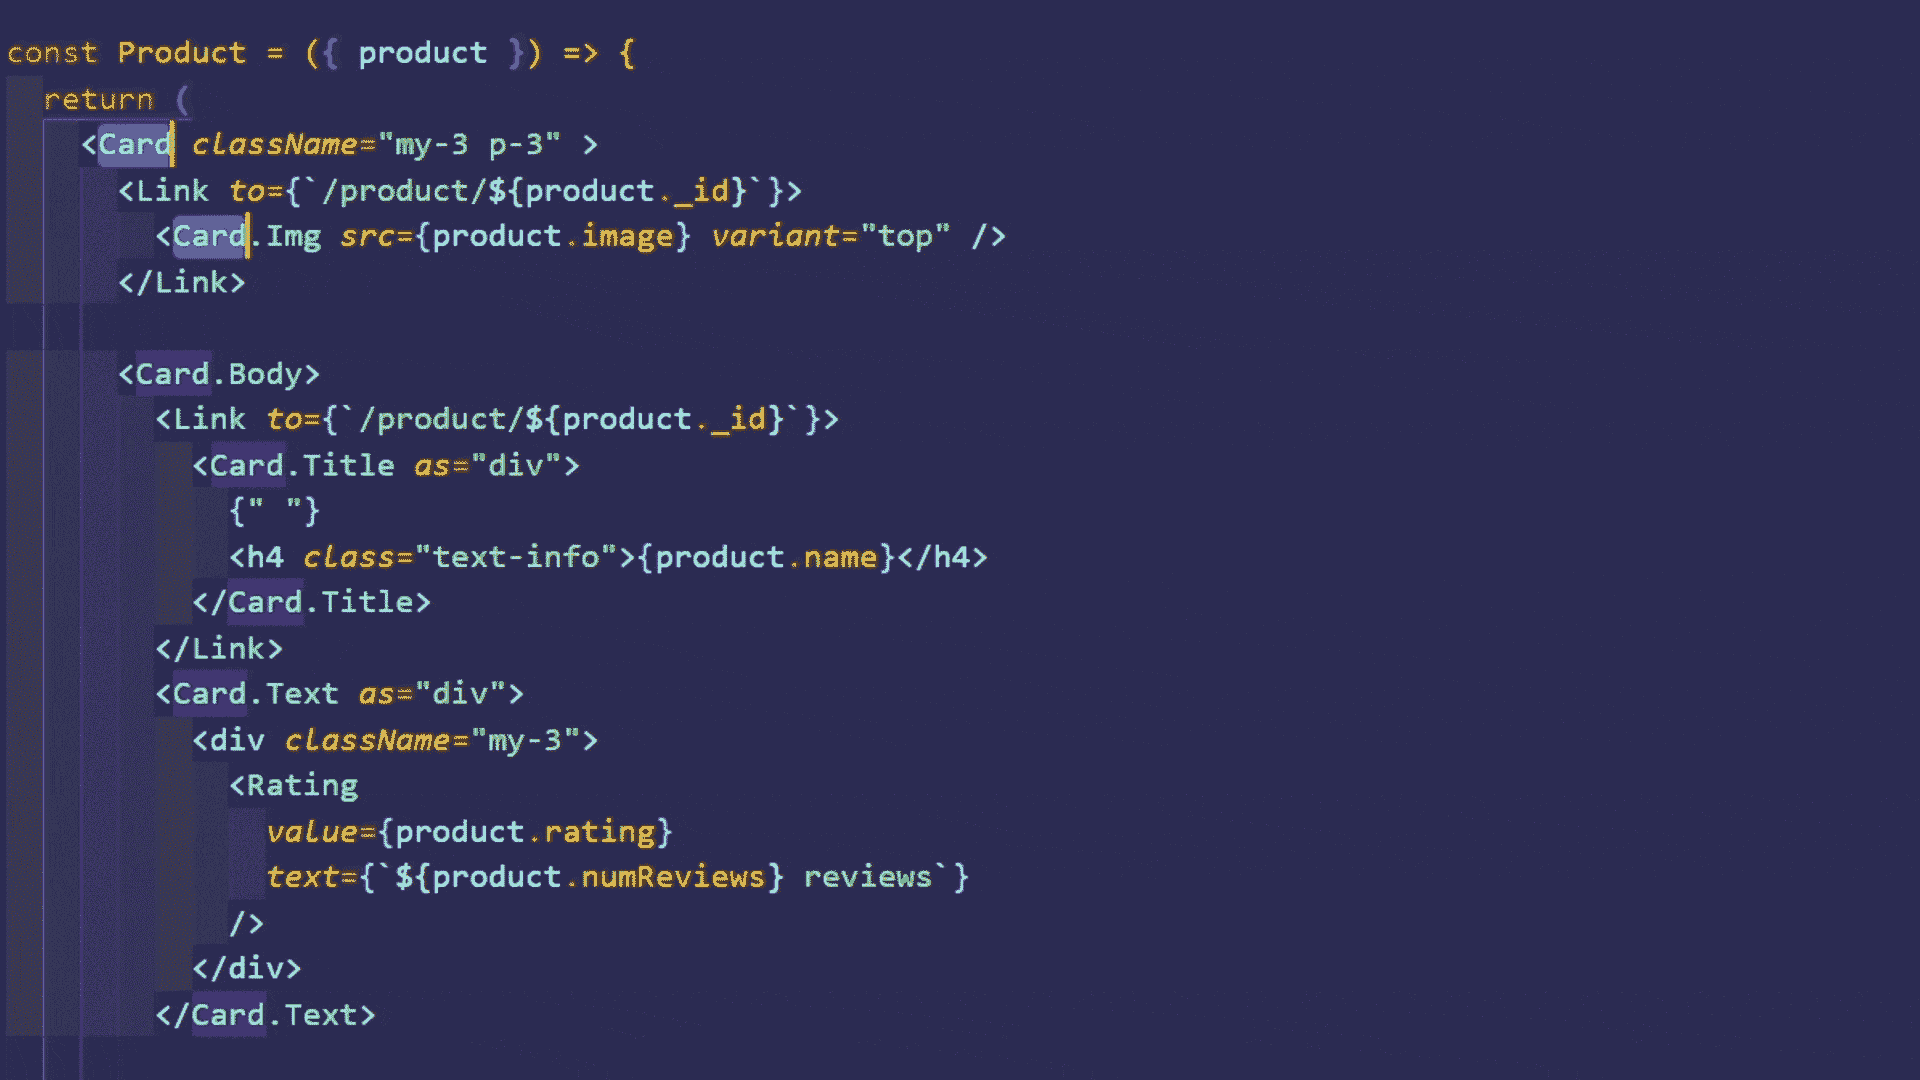 const Product = ({ product }) => {
return (
<Card className="my-3 p-3" >
<Link to={`/product/${product._id}`}>
<Card.Img src={product.image} variant="top" />
</Link>
<Card.Body>
<Link to={`/product/${product._id}`}>
<Card.Title as="div">
{" "}
<h4 class="text-info">{product.name}</h4>
</Card.Title>
</Link>
<Card.Text as="div">
<div className="my-3">
<Rating
value={product.rating}
text={`${product.numReviews} reviews`}
/>
</div>
</Card.Text>